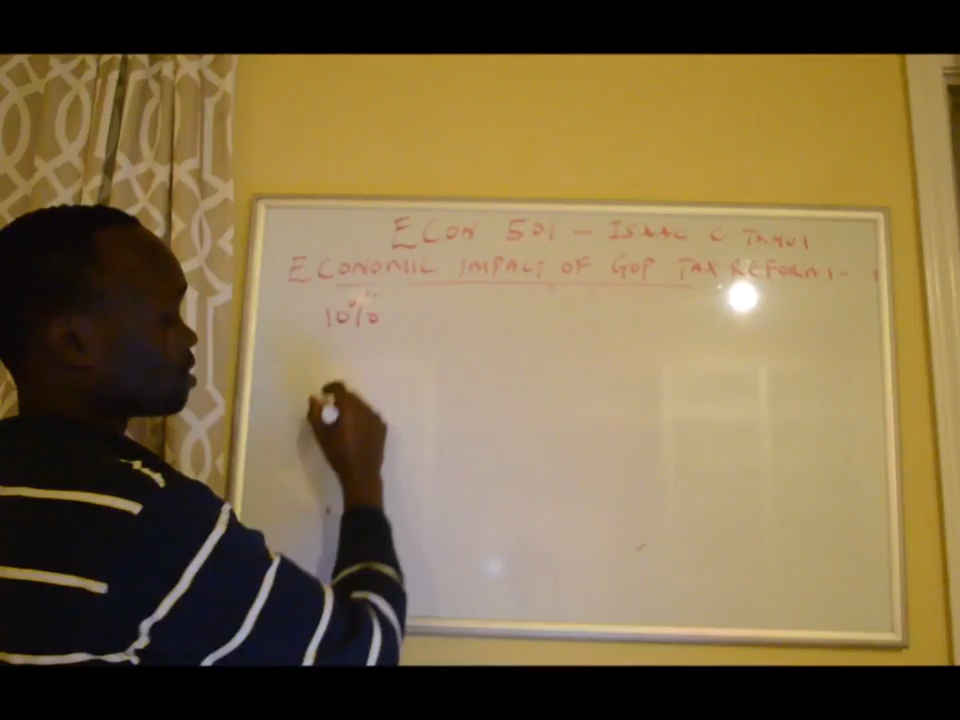 ECON 501 - ISAAC C TANUI
ECONOMIC IMPACT OF GOP TAX REFORM :-
10%